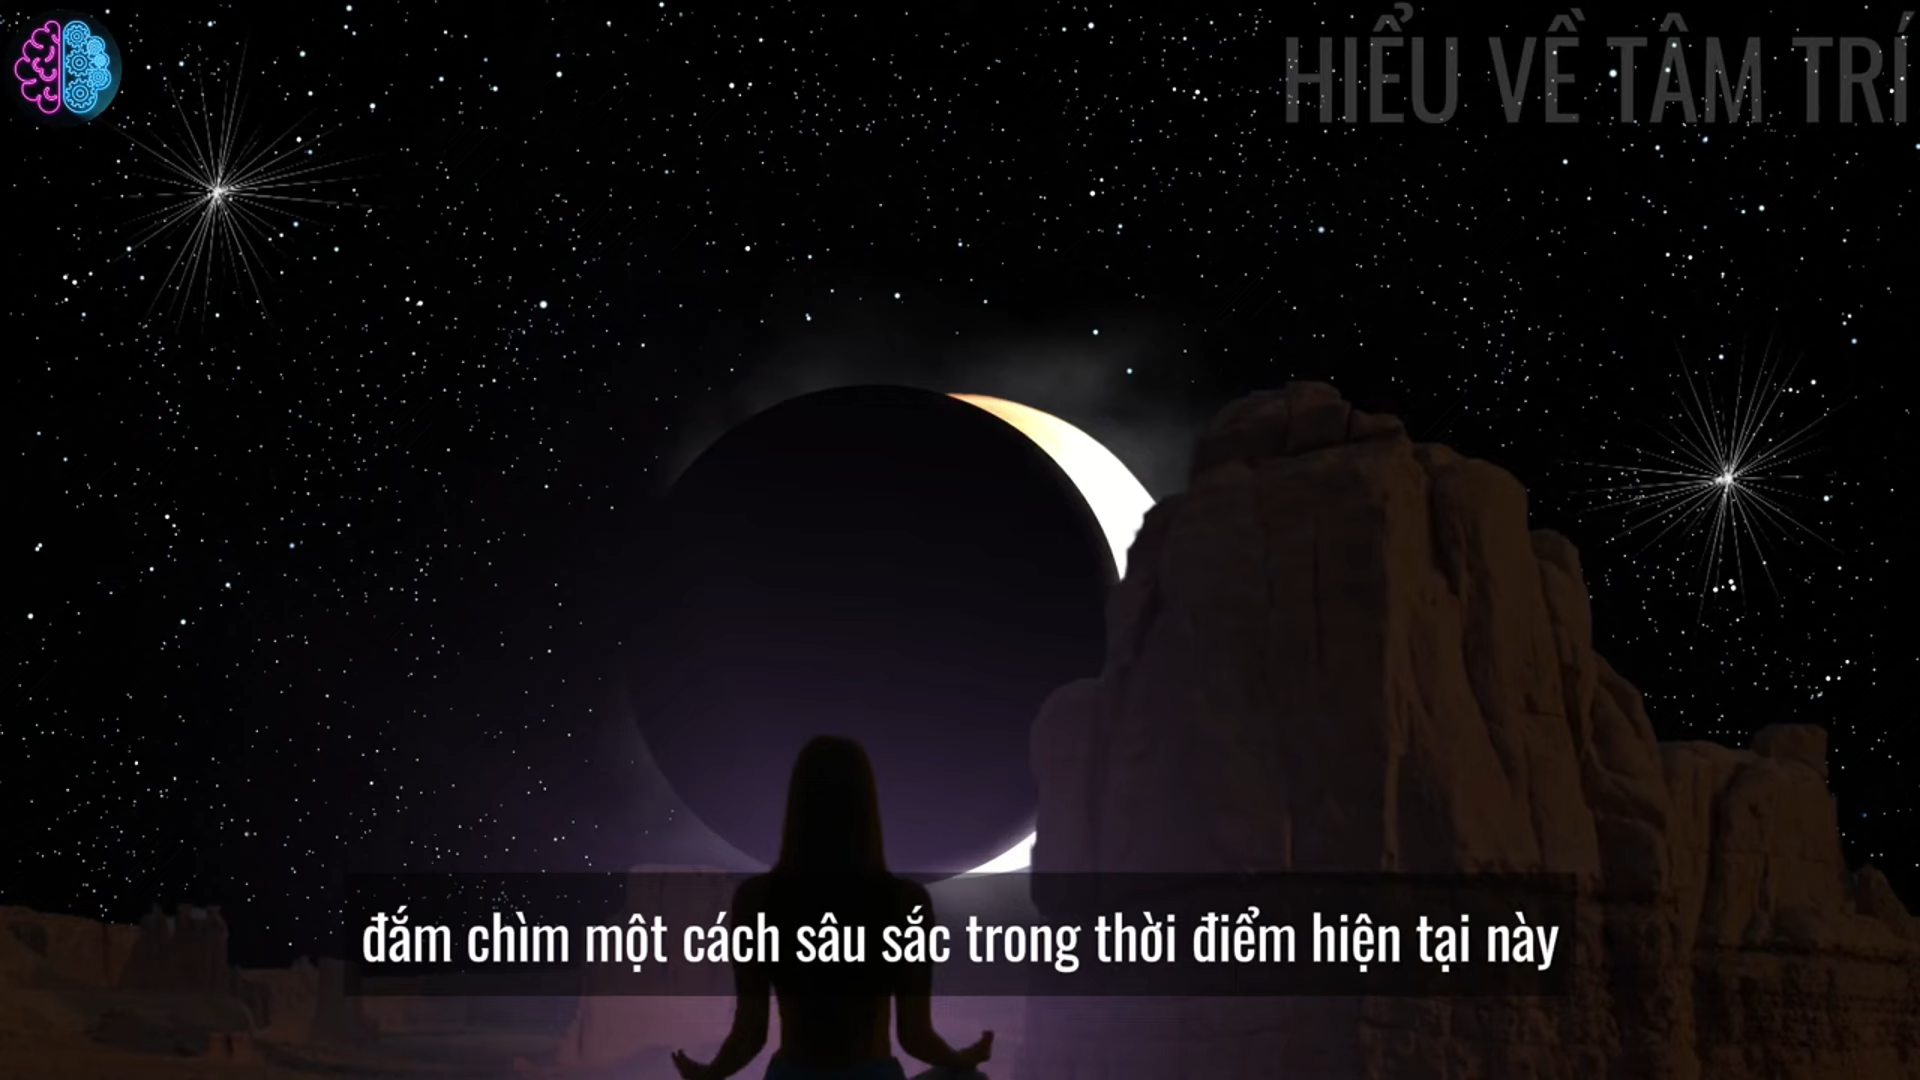 HIỂU VỀ TÂM TRÍ
đắm chìm một cách sâu sắc trong thời điểm hiện tại này